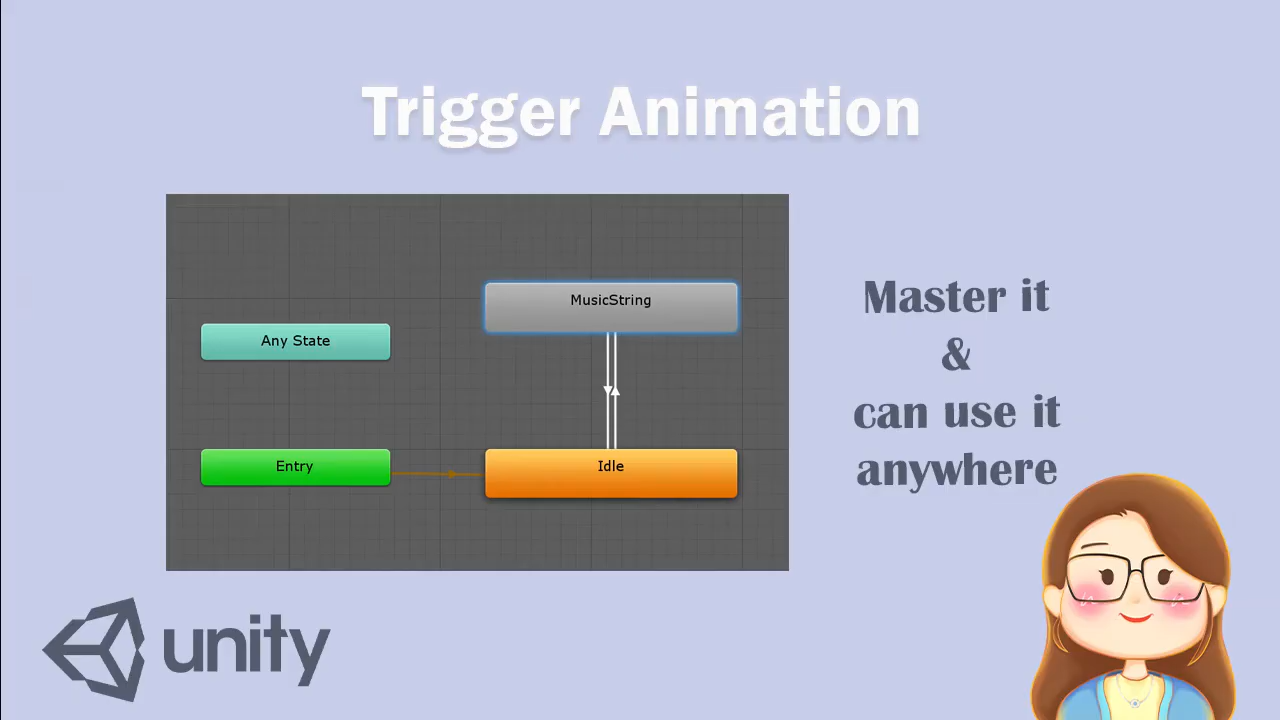 Trigger Animation
MusicString
Any State
Entry
Idle
Master it
&
can use it
anywhere
unity